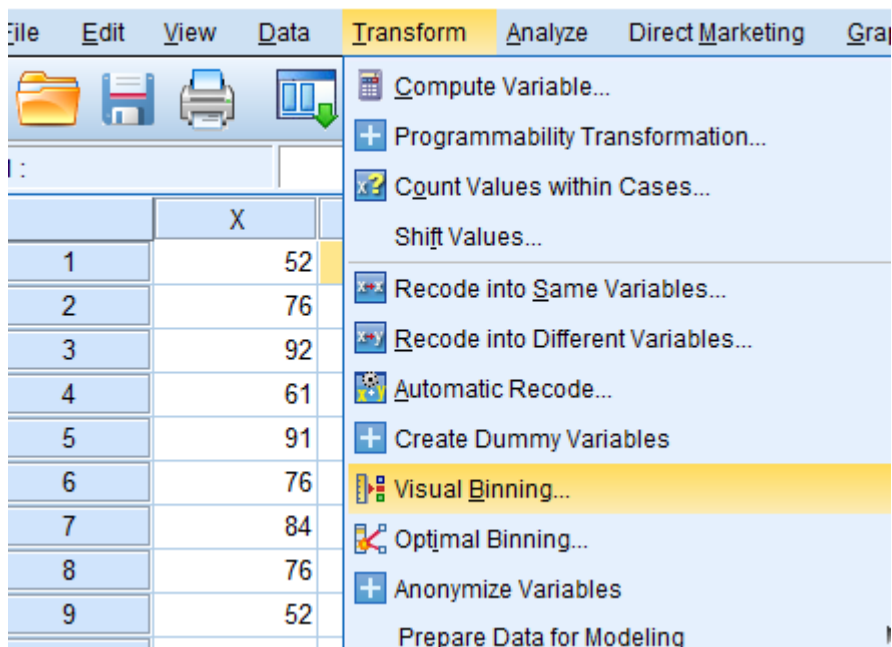 File Edit View Data Transform Analyze Direct Marketing Gra
Compute Variable...
Programmability Transformation...
Count Values within Cases...
Shift Values...
X
1 52
Recode into Same Variables...
2 76
Recode into Different Variables...
3 92
4 61
Automatic Recode...
5 91
Create Dummy Variables
6 76
Visual Binning...
7 84
Optimal Binning...
8 76
Anonymize Variables
9 52
Prepare Data for Modeling